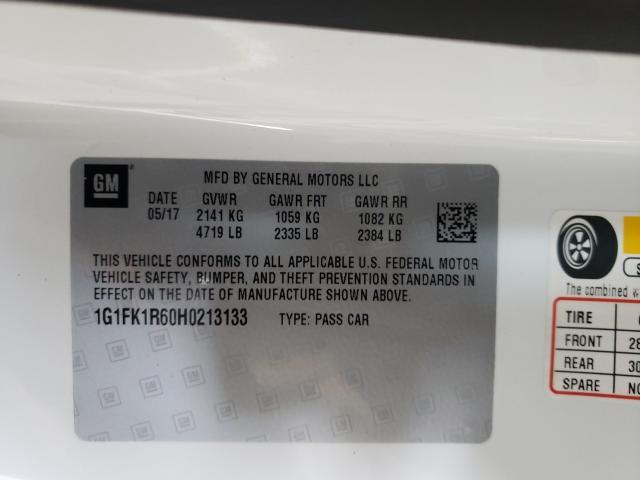 GM
MFD BY GENERAL MOTORS LLC
DATE GVWR GAWR FRT GAWR RR
05/17 2141 KG 1059 KG 1082 KG
4719 LB 2335 LB 2384 LB
THIS VEHICLE CONFORMS TO ALL APPLICABLE U.S. FEDERAL MOTOR
VEHICLE SAFETY, BUMPER, AND THEFT PREVENTION STANDARDS IN
EFFECT ON THE DATE OF MANUFACTURE SHOWN ABOVE.
1G1FK1R60H0213133 TYPE: PASS CAR
The combined
TIRE
FRONT 28
REAR 30
SPARE NO